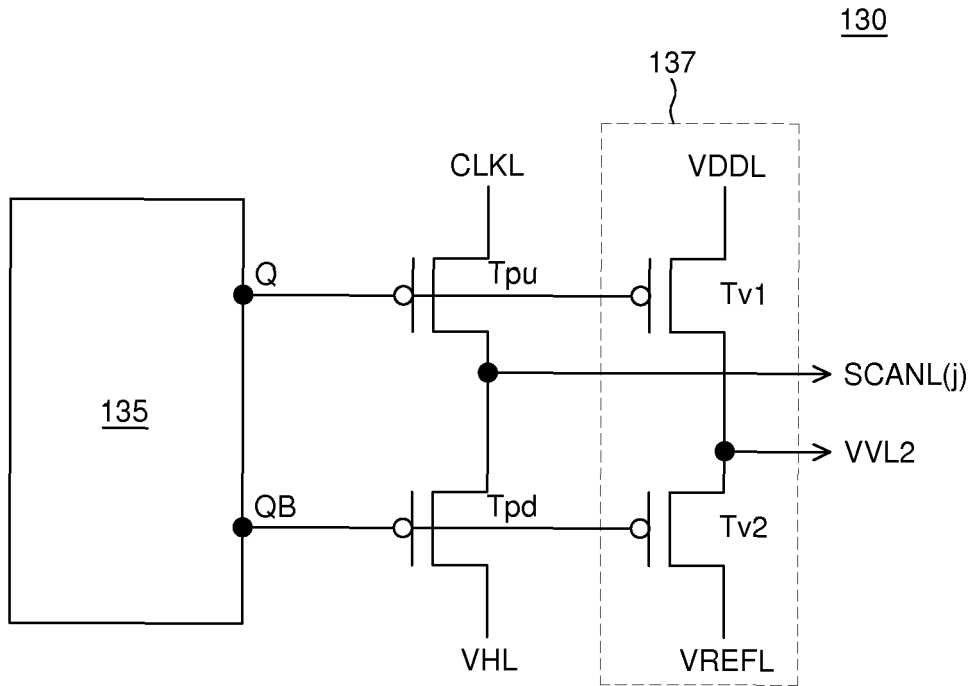 130
137
CLKL
VDDL
Q
Tpu
Tv1
SCANL(j)
135
VVL2
QB
Tpd
Tv2
VHL
VREFL